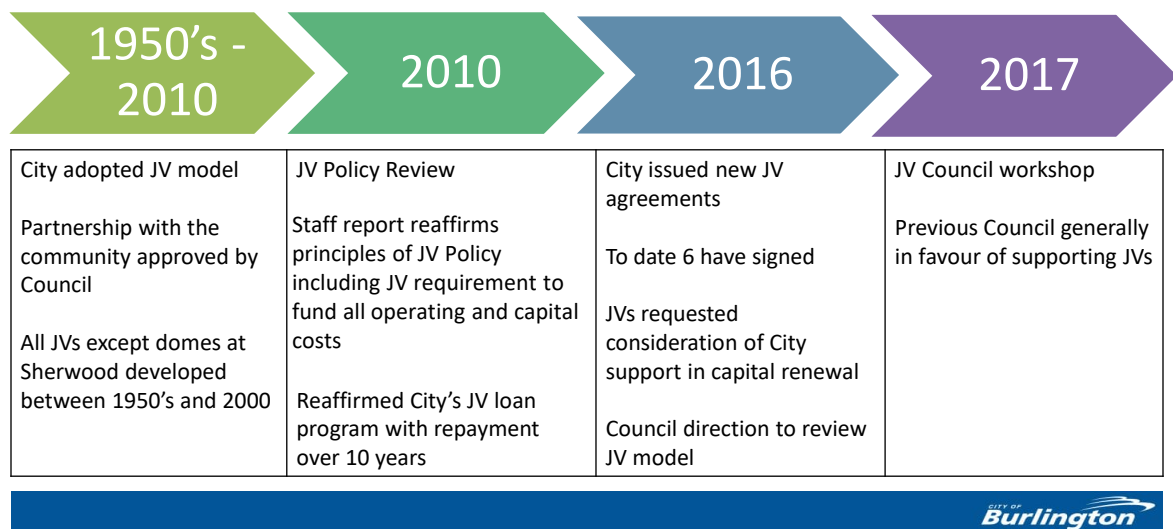 1950's -
2010
2010
2016
2017
City adopted JV model
Partnership with the
community approved by
Council
All JVs except domes at
Sherwood developed
between 1950's and 2000
JV Policy Review
Staff report reaffirms
principles of JV Policy
including JV requirement to
fund all operating and capital
costs
Reaffirmed City's JV loan
program with repayment
over 10 years
City issued new JV
agreements
To date 6 have signed
JVs requested
consideration of City
support in capital renewal
Council direction to review
JV model
JV Council workshop
Previous Council generally
in favour of supporting JVs
CITY OF
Burlington